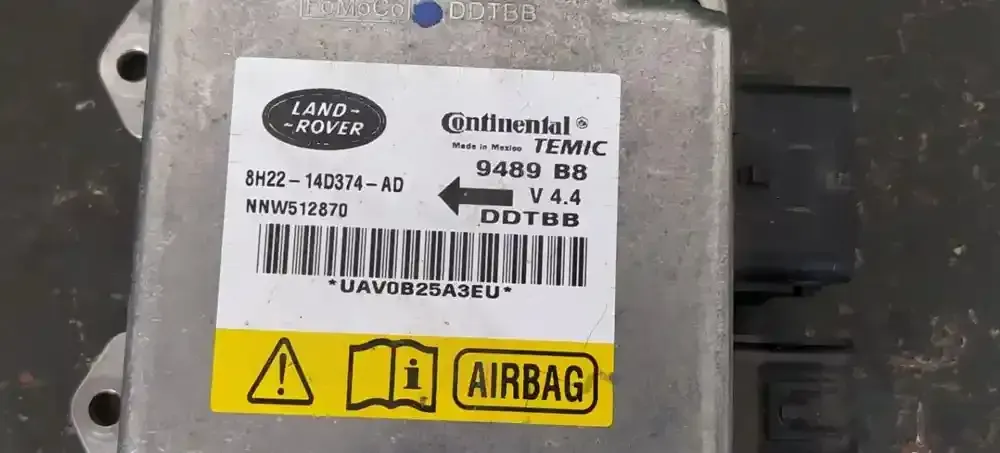 FoMoCo DDTBB
LAND-
-ROVER
Continental
Made in Mexico TEMIC
9489 B8
8H22-14D374-AD
V 4.4
NNW512870
DDTBB
*UAV0B25A3EU*
i
AIRBAG